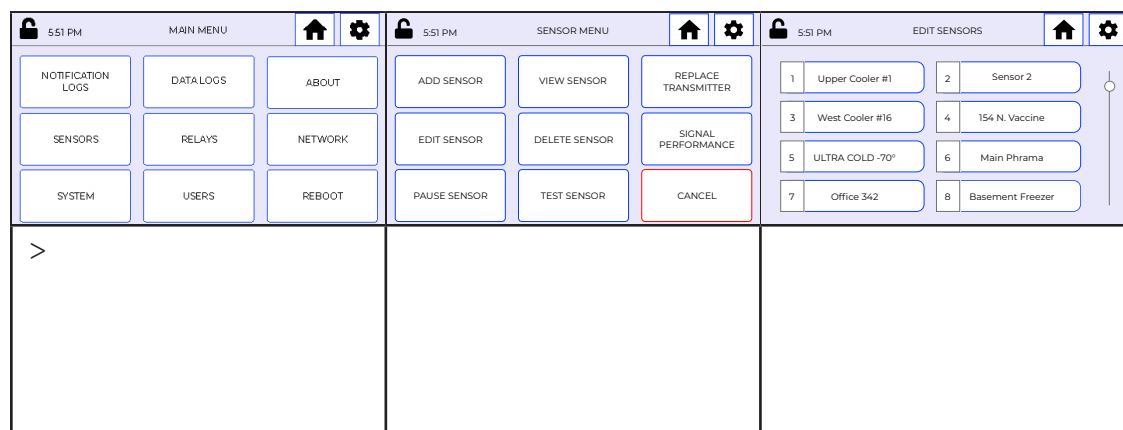 5:51 PM MAIN MENU
NOTIFICATION
LOGS
DATA LOGS
ABOUT
SENSORS
RELAYS
NETWORK
SYSTEM
USERS
REBOOT
5:51 PM SENSOR MENU
ADD SENSOR
VIEW SENSOR
REPLACE
TRANSMITTER
EDIT SENSOR
DELETE SENSOR
SIGNAL
PERFORMANCE
PAUSE SENSOR
TEST SENSOR
CANCEL
5:51 PM EDIT SENSORS
1 Upper Cooler #1
2 Sensor 2
3 West Cooler #16
4 154 N. Vaccine
5 ULTRA COLD -70°
6 Main Phrama
7 Office 342
8 Basement Freezer
>